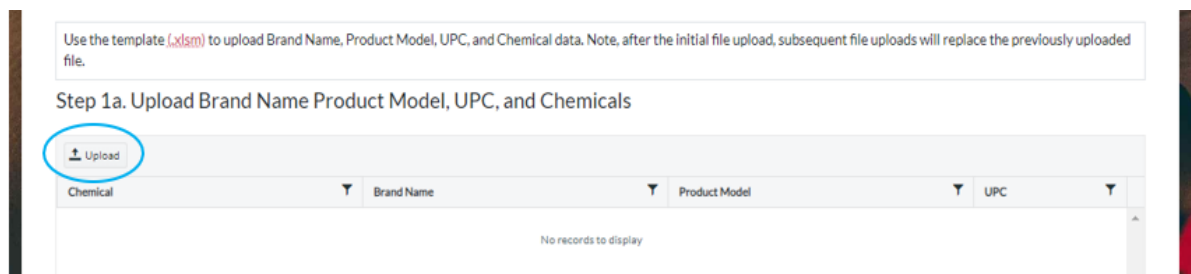 Use the template (.xlsm) to upload Brand Name, Product Model, UPC, and Chemical data. Note, after the initial file upload, subsequent file uploads will replace the previously uploaded
file.
Step 1a. Upload Brand Name Product Model, UPC, and Chemicals
Upload
Chemical Brand Name Product Model UPC
No records to display